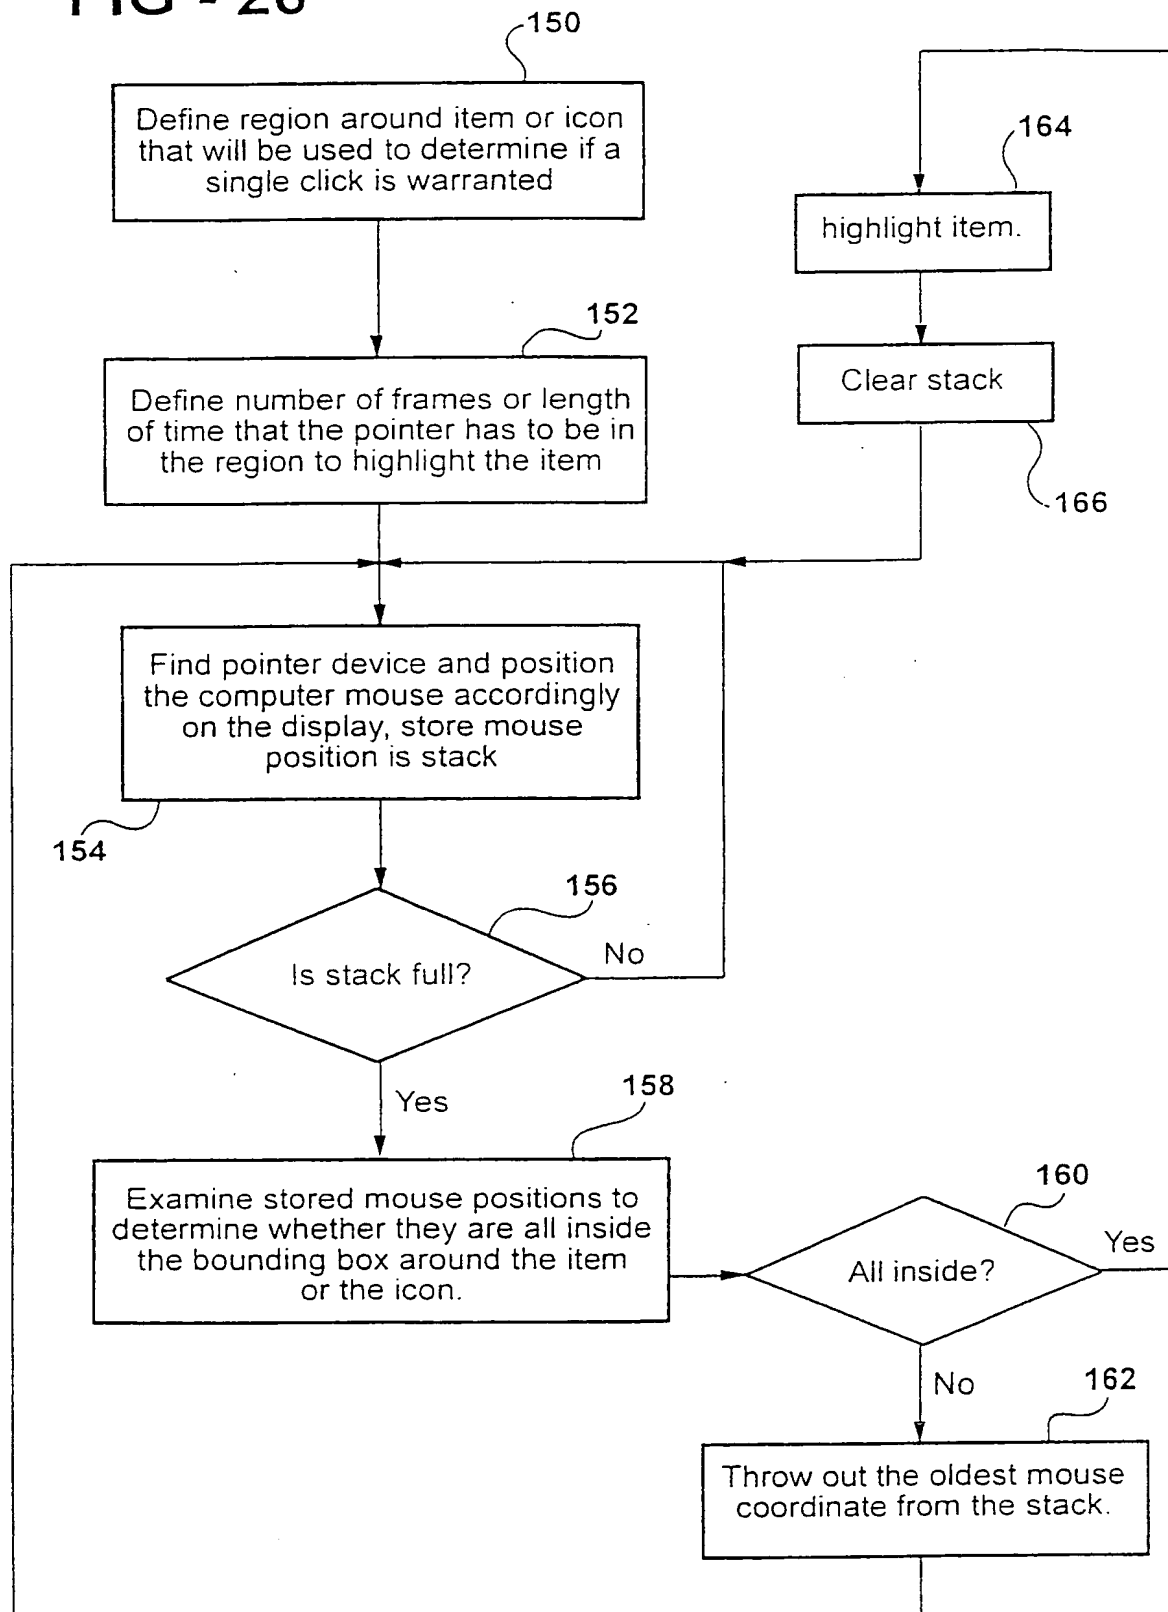 FIG - 26
150
Define region around item or icon
that will be used to determine if a
single click is warranted
152
Define number of frames or length
of time that the pointer has to be in
the region to highlight the item
154
Find pointer device and position
the computer mouse accordingly
on the display, store mouse
position is stack
156
Is stack full?
No
Yes
158
Examine stored mouse positions to
determine whether they are all inside
the bounding box around the item
or the icon.
160
All inside?
Yes
No
162
Throw out the oldest mouse
coordinate from the stack.
164
highlight item.
Clear stack
166